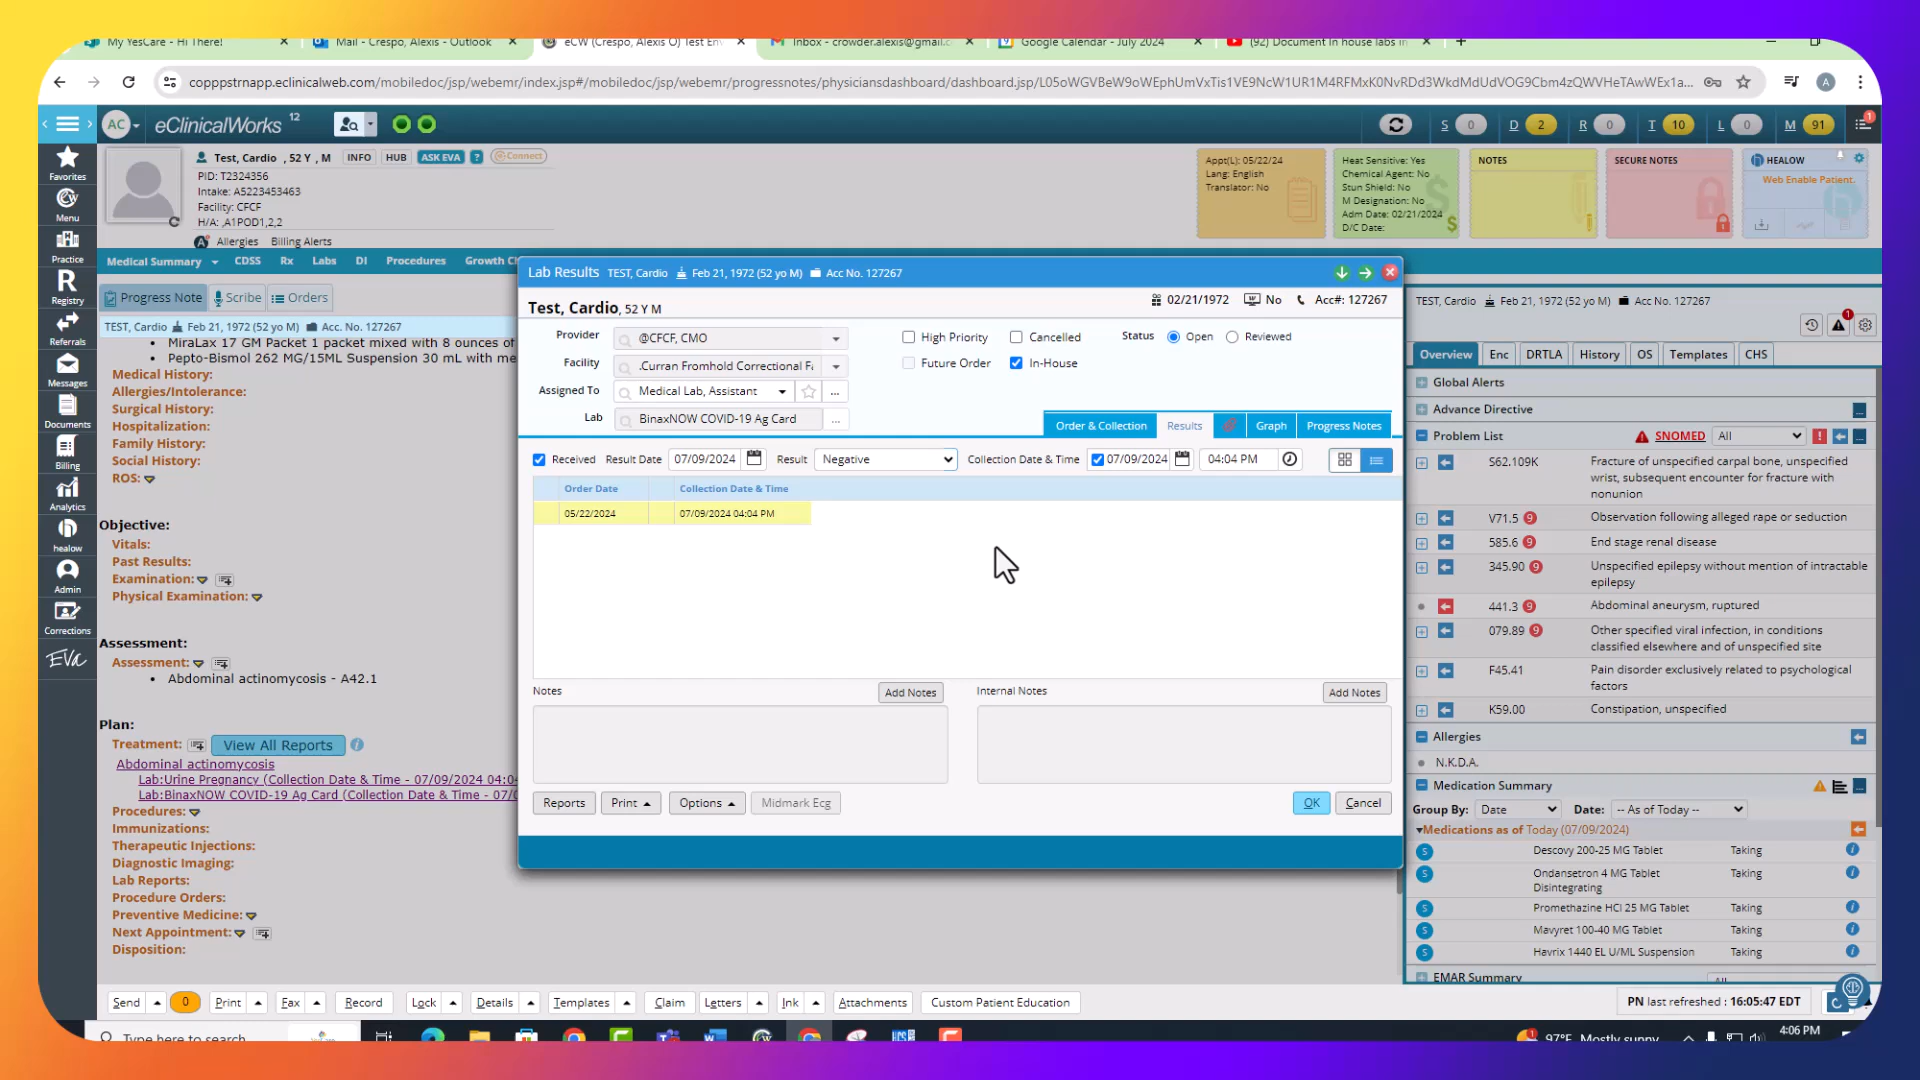 My YesCare - Hi There!
Mail - Crespo, Alexis - Outlook
eCW (Crespo, Alexis O) Test Env
Inbox - crowder.alexis@gmail.c
Google Calendar - July 2024
(92) Document In house labs in
copppstrnapp.eclinicalweb.com/mobiledoc/jsp/webemr/index.jsp#/mobiledoc/jsp/webemr/progressnotes/physiciansdashboard/dashboard.jsp/L05oWGVBeW9oWEphUmVxTis1VE9NcW1UR1M4RFMxK0NvRDd3WkdMdUdVOG9Cbm4zQWVHeTAwWEx1a...
AC eClinicalWorks 12
S 0 D 2 R 0 T 10 L 0 M 91 1
Favorites
Menu
Practice
Registry
Referrals
Messages
Documents
Billing
Analytics
healow
Admin
Corrections
EVA
Test, Cardio , 52 Y , M INFO HUB ASK EVA ? Connect
PID: T2324356
Intake: A5223453463
Facility: CFCF
H/A: ,A1POD1,2,2
Allergies Billing Alerts
Appt(L): 05/22/24
Lang: English
Translator: No
Heat Sensitive: Yes
Chemical Agent: No
Stun Shield: No
M Designation: No
Adm Date: 02/21/2024
D/C Date:
NOTES
SECURE NOTES
HEALOW
Web Enable Patient.
Medical Summary CDSS Rx Labs DI Procedures Growth Ch
Progress Note Scribe Orders
TEST, Cardio Feb 21, 1972 (52 yo M) Acc. No. 127267
• MiraLax 17 GM Packet 1 packet mixed with 8 ounces of
• Pepto-Bismol 262 MG/15ML Suspension 30 mL with me
Medical History:
Allergies/Intolerance:
Surgical History:
Hospitalization:
Family History:
Social History:
ROS:
Objective:
Vitals:
Past Results:
Examination:
Physical Examination:
Assessment:
Assessment:
• Abdominal actinomycosis - A42.1
Plan:
Treatment: View All Reports
Abdominal actinomycosis
Lab:Urine Pregnancy (Collection Date & Time - 07/09/2024 04:0
Lab:BinaxNOW COVID-19 Ag Card (Collection Date & Time - 07/
Procedures:
Immunizations:
Therapeutic Injections:
Diagnostic Imaging:
Lab Reports:
Procedure Orders:
Preventive Medicine:
Next Appointment:
Disposition:
Lab Results TEST, Cardio Feb 21, 1972 (52 yo M) Acc No. 127267
Test, Cardio, 52 Y M
02/21/1972 No Acc#: 127267
Provider @CFCF, CMO High Priority Cancelled Status Open Reviewed
Facility .Curran Fromhold Correctional Fa Future Order In-House
Assigned To Medical Lab, Assistant ...
Lab BinaxNOW COVID-19 Ag Card ...
Order & Collection Results Graph Progress Notes
Received Result Date 07/09/2024 Result Negative Collection Date & Time 07/09/2024 04:04 PM
Order Date Collection Date & Time
05/22/2024 07/09/2024 04:04 PM
Notes Add Notes Internal Notes Add Notes
Reports Print Options Midmark Ecg OK Cancel
TEST, Cardio Feb 21, 1972 (52 yo M) Acc No. 127267
1
Overview Enc DRTLA History OS Templates CHS
Global Alerts
Advance Directive
Problem List SNOMED All
S62.109K Fracture of unspecified carpal bone, unspecified
wrist, subsequent encounter for fracture with
nonunion
V71.5 9 Observation following alleged rape or seduction
585.6 9 End stage renal disease
345.90 9 Unspecified epilepsy without mention of intractable
epilepsy
441.3 9 Abdominal aneurysm, ruptured
079.89 9 Other specified viral infection, in conditions
classified elsewhere and of unspecified site
F45.41 Pain disorder exclusively related to psychological
factors
K59.00 Constipation, unspecified
Allergies
N.K.D.A.
Medication Summary
Group By: Date Date: -- As of Today --
Medications as of Today (07/09/2024)
S Descovy 200-25 MG Tablet Taking
S Ondansetron 4 MG Tablet Taking
Disintegrating
S Promethazine HCl 25 MG Tablet Taking
S Mavyret 100-40 MG Tablet Taking
S Havrix 1440 EL U/ML Suspension Taking
EMAR Summary All
Send 0 Print Fax Record Lock Details Templates Claim Letters Ink Attachments Custom Patient Education
PN last refreshed : 16:05:47 EDT
Type here to search
97°F Mostly sunny
4:06 PM